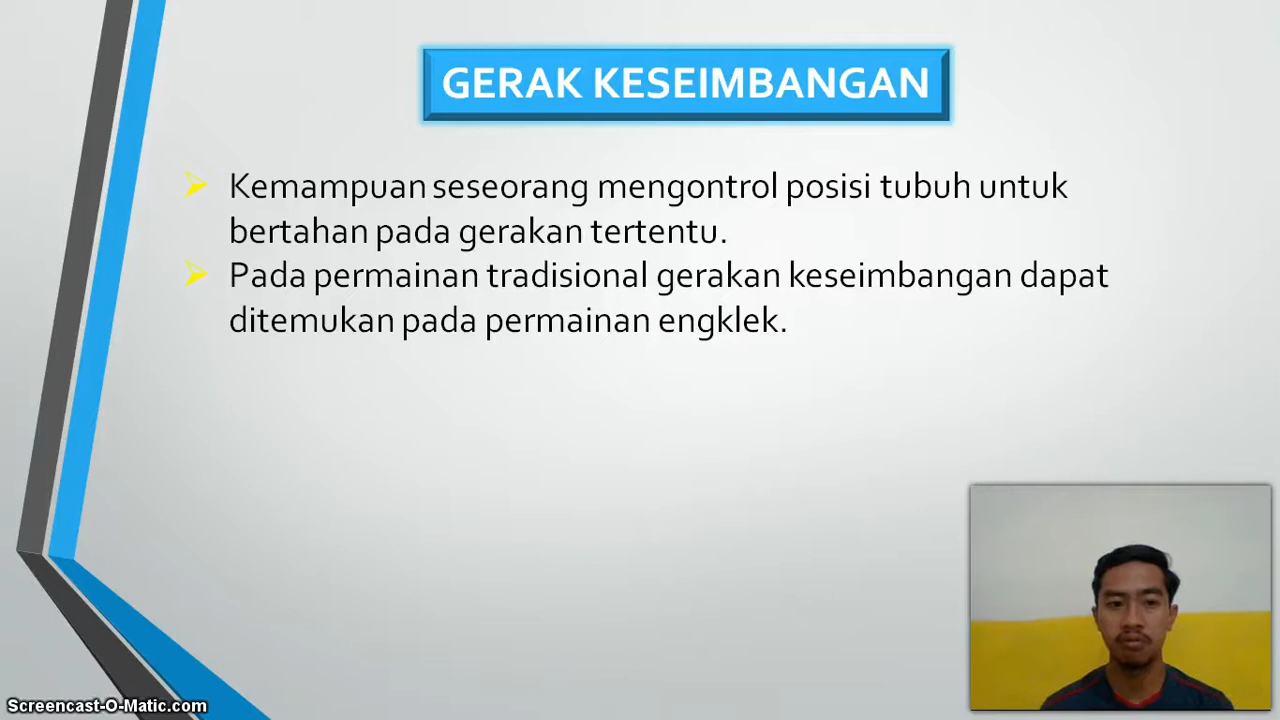 GERAK KESEIMBANGAN
Kemampuan seseorang mengontrol posisi tubuh untuk
bertahan pada gerakan tertentu.
Pada permainan tradisional gerakan keseimbangan dapat
ditemukan pada permainan engklek.
Screencast-O-Matic.com